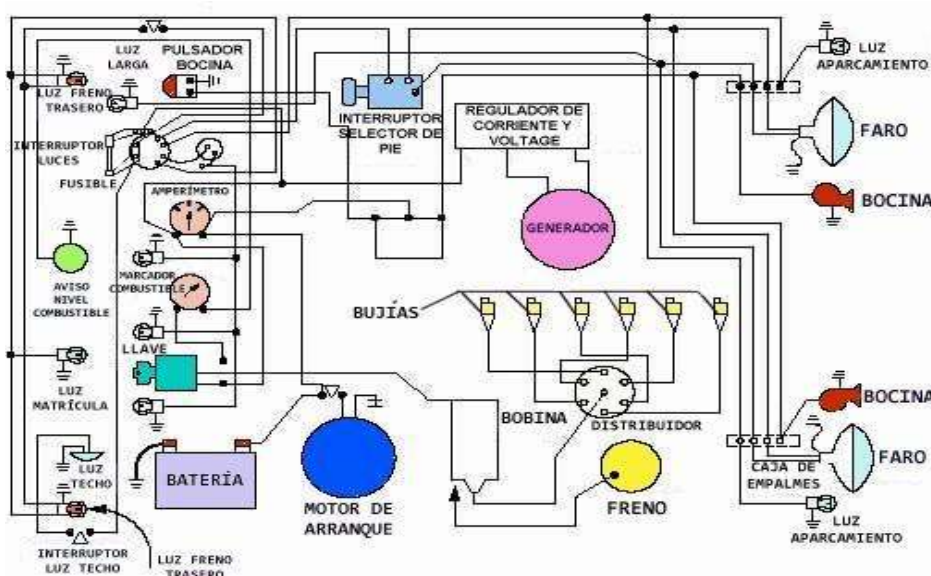 LUZ
LARGA
PULSADOR
BOCINA
LUZ FRENO
TRASERO
INTERRUPTOR
LUCES
FUSIBLE
INTERRUPTOR
SELECTOR DE
PIE
REGULADOR DE
CORRIENTE Y
VOLTAGE
LUZ
APARCAMIENTO
FARO
BOCINA
AMPERÍMETRO
GENERADOR
AVISO
NIVEL
COMBUSTIBLE
MARCADOR
COMBUSTIBLE
BUJÍAS
LLAVE
LUZ
MATRÍCULA
BOBINA
DISTRIBUIDOR
BOCINA
LUZ
TECHO
BATERÍA
MOTOR DE
ARRANQUE
FRENO
CAJA DE
EMPALMES
FARO
LUZ
APARCAMIENTO
INTERRUPTOR
LUZ TECHO
LUZ FRENO
TRASERO